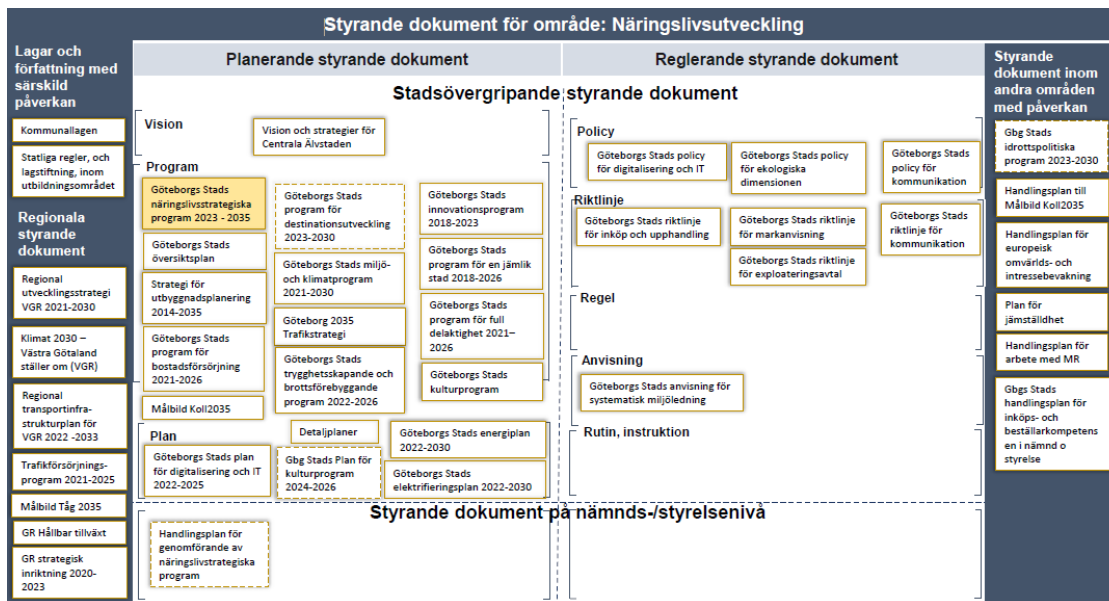 Styrande dokument för område: Näringslivsutveckling
Lagar och
författning med
särskild
påverkan
Kommunallagen
Statliga regler, och
lagstiftning, inom
utbildningsområdet
Regionala
styrande
dokument
Regional
utvecklingsstrategi
VGR 2021-2030
Klimat 2030 –
Västra Götaland
ställer om (VGR)
Regional
transportinfra-
strukturplan för
VGR 2022 -2033
Trafikförsörjnings-
program 2021-2025
Målbild Tåg 2035
GR Hållbar tillväxt
GR strategisk
inriktning 2020-
2023
Planerande styrande dokument
Reglerande styrande dokument
Stadsövergripande styrande dokument
Vision
Vision och strategier för
Centrala Älvstaden
Program
Göteborgs Stads
näringslivsstrategiska
program 2023 - 2035
Göteborgs Stads
översiktsplan
Strategi för
utbyggnadsplanering
2014-2035
Göteborgs Stads
program för
bostadsförsörjning
2021-2026
Målbild Koll2035
Göteborgs Stads
program för
destinationsutveckling
2023-2030
Göteborgs Stads miljö-
och klimatprogram
2021-2030
Göteborg 2035
Trafikstrategi
Göteborgs Stads
trygghetsskapande och
brottsförebyggande
program 2022-2026
Göteborgs Stads
innovationsprogram
2018-2023
Göteborgs Stads
program för en jämlik
stad 2018-2026
Göteborgs Stads
program för full
delaktighet 2021–
2026
Göteborgs Stads
kulturprogram
Plan
Detaljplaner
Göteborgs Stads energiplan
2022-2030
Göteborgs Stads plan
för digitalisering och IT
2022-2025
Gbg Stads Plan för
kulturprogram
2024-2026
Göteborgs Stads
elektrifieringsplan 2022-2030
Policy
Göteborgs Stads policy
för digitalisering och IT
Göteborgs Stads policy
för ekologiska
dimensionen
Göteborgs Stads
policy för
kommunikation
Riktlinje
Göteborgs Stads riktlinje
för inköp och upphandling
Göteborgs Stads riktlinje
för markanvisning
Göteborgs Stads
riktlinje för
kommunikation
Göteborgs Stads riktlinje
för exploateringsavtal
Regel
Anvisning
Göteborgs Stads anvisning för
systematisk miljöledning
Rutin, instruktion
Styrande dokument på nämnds-/styrelsenivå
Handlingsplan för
genomförande av
näringslivstrategiska
program
Styrande
dokument inom
andra områden
med påverkan
Gbg Stads
idrottspolitiska
program 2023-2030
Handlingsplan till
Målbild Koll2035
Handlingsplan för
europeisk
omvärlds- och
intressebevakning
Plan för
jämställdhet
Handlingsplan för
arbete med MR
Gbgs Stads
handlingsplan för
inköps- och
beställarkompetens
en i nämnd o
styrelse